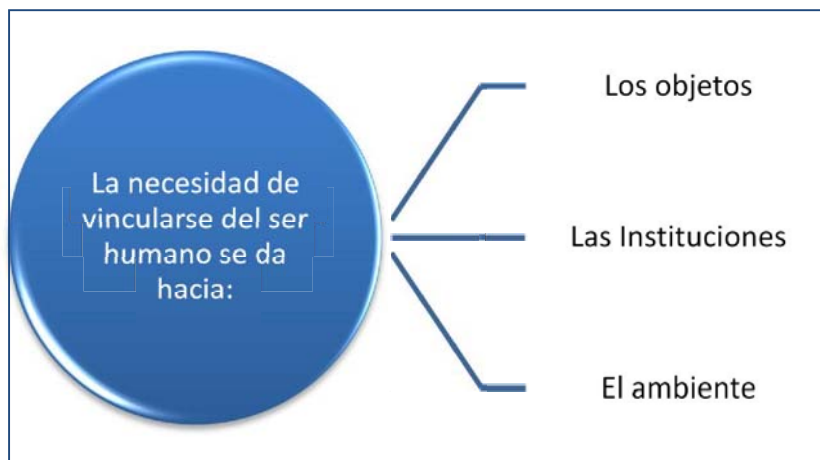 La necesidad de
vincularse del ser
humano se da
hacia:
Los objetos
Las Instituciones
El ambiente